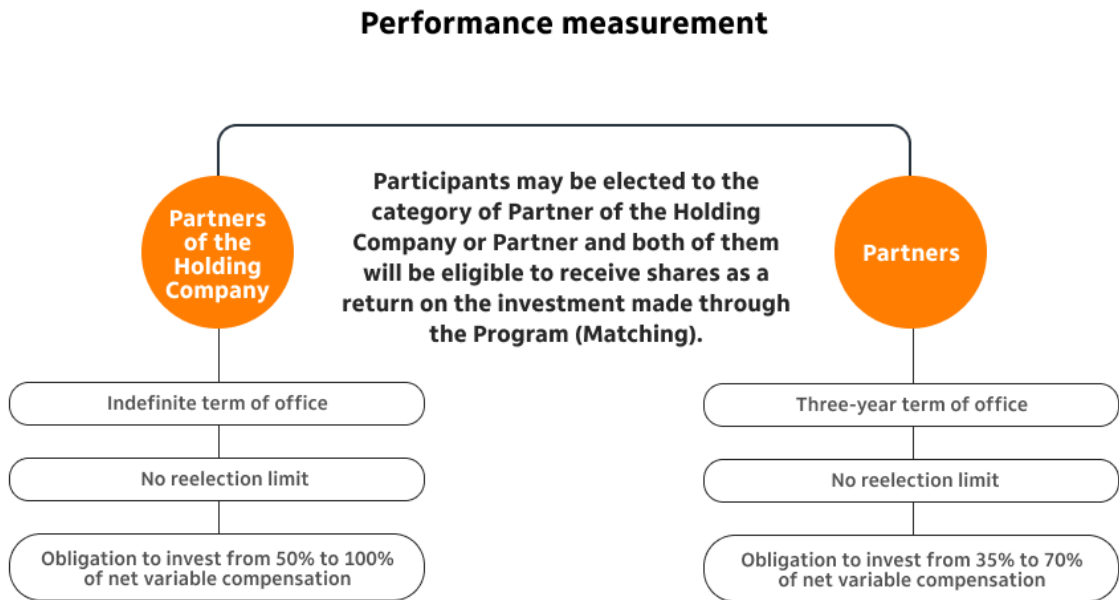 Performance measurement
Partners
of the
Holding
Company
Participants may be elected to the
category of Partner of the Holding
Company or Partner and both of them
will be eligible to receive shares as a
return on the investment made through
the Program (Matching).
Partners
Indefinite term of office
No reelection limit
Obligation to invest from 50% to 100%
of net variable compensation
Three-year term of office
No reelection limit
Obligation to invest from 35% to 70%
of net variable compensation